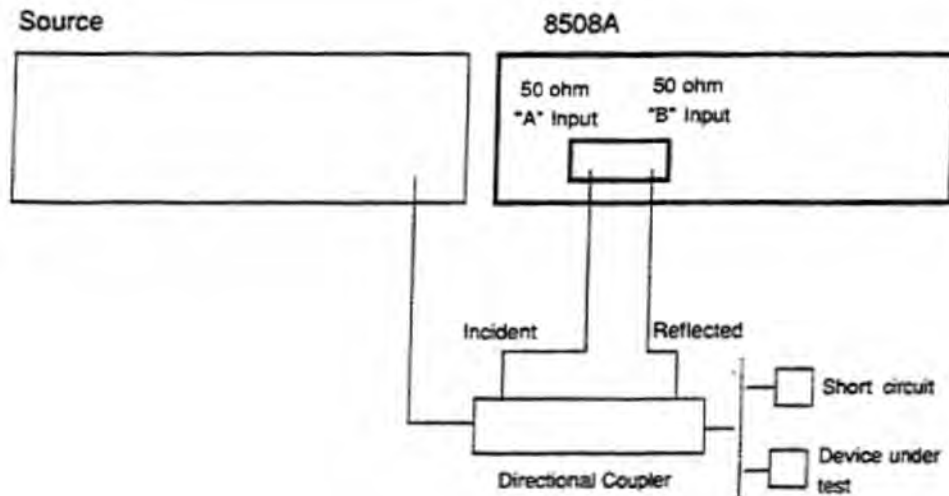 Source
8508A
50 ohm
"A" Input
50 ohm
"B" Input
Incident
Reflected
Short circuit
Directional Coupler
Device under
test